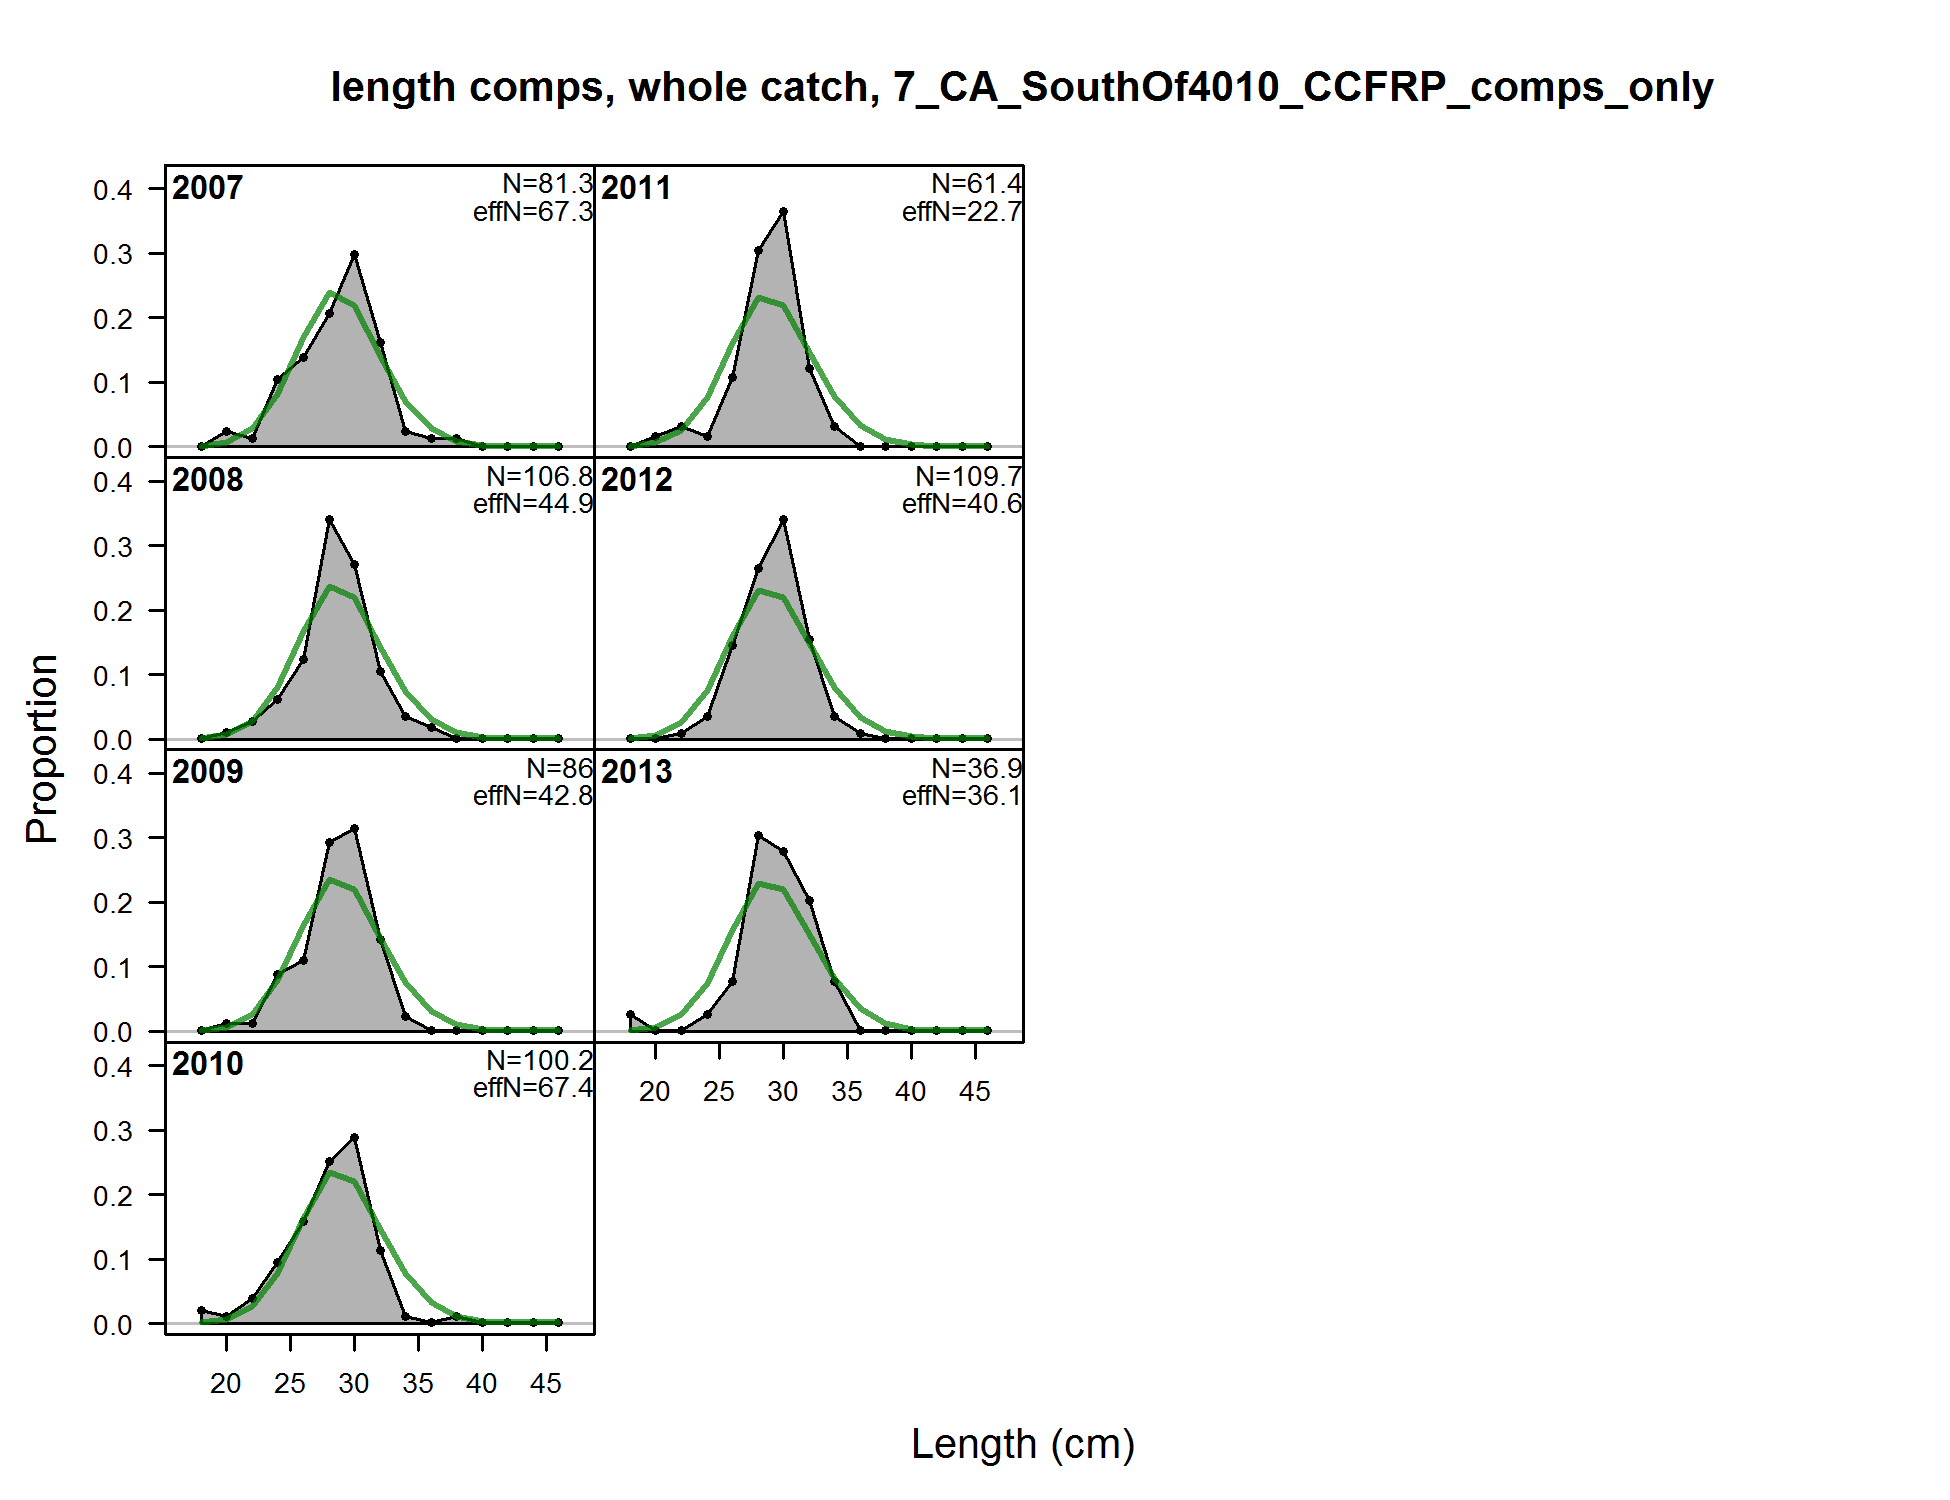 length comps, whole catch, 7_CA_SouthOf4010_CCFRP_comps_only
Proportion
0.4
0.3
0.2
0.1
0.0
2007
N=81.3
effN=67.3
2011
N=61.4
effN=22.7
0.4
0.3
0.2
0.1
0.0
2008
N=106.8
effN=44.9
2012
N=109.7
effN=40.6
0.4
0.3
0.2
0.1
0.0
2009
N=86
effN=42.8
2013
N=36.9
effN=36.1
20 25 30 35 40 45
0.4
0.3
0.2
0.1
0.0
2010
N=100.2
effN=67.4
20 25 30 35 40 45
Length (cm)